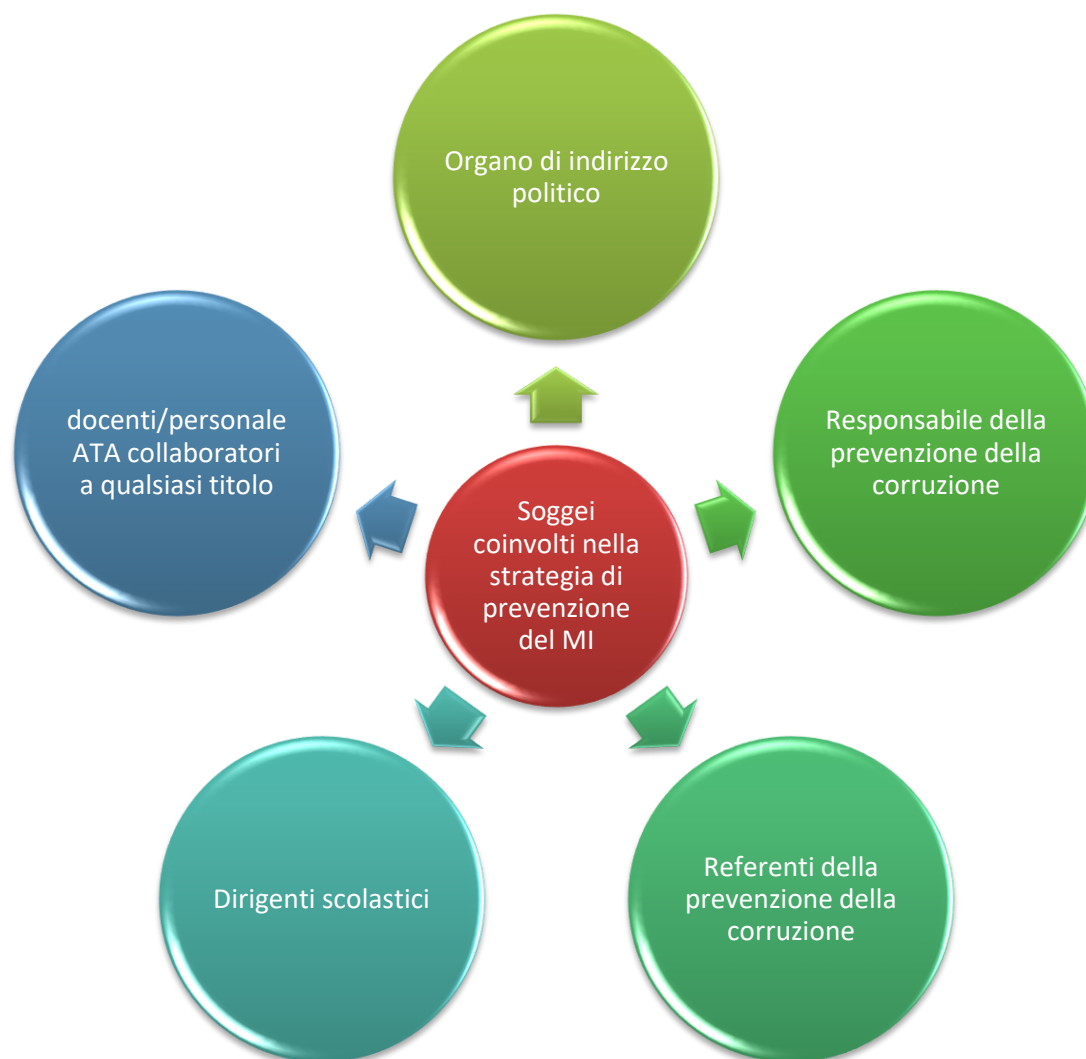 Organo di indirizzo
politico
Responsabile della
prevenzione della
corruzione
Referenti della
prevenzione della
corruzione
Dirigenti scolastici
docenti/personale
ATA collaboratori
a qualsiasi titolo
Soggei
coinvolti nella
strategia di
prevenzione
del MI